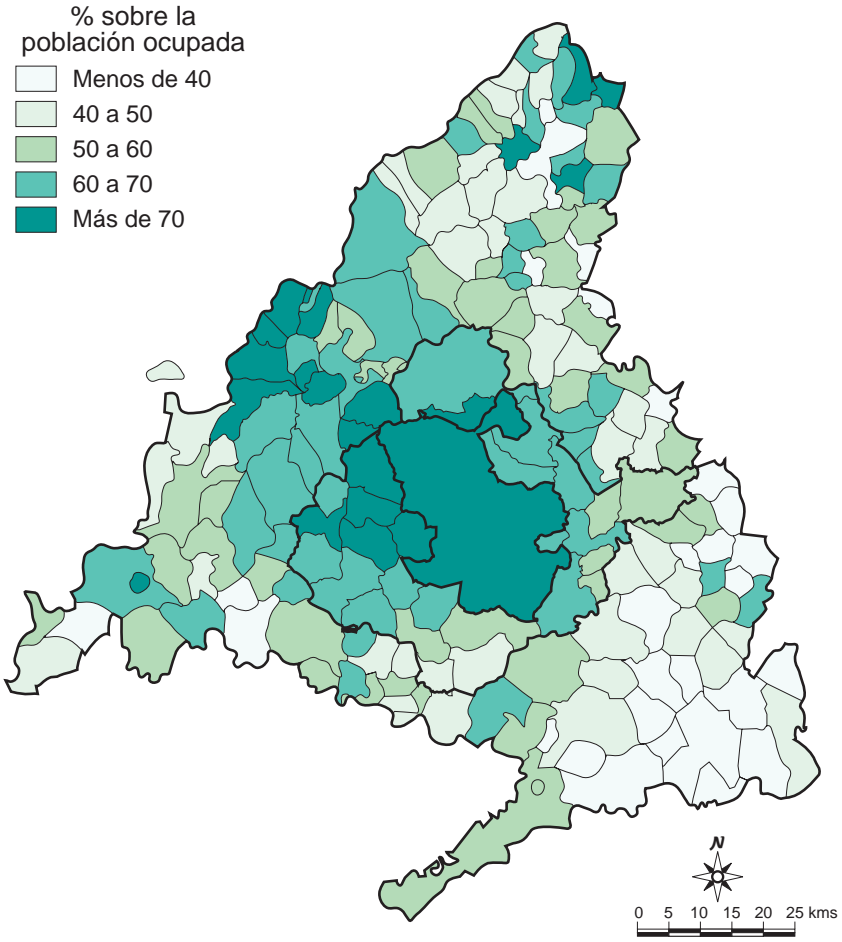 % sobre la
población ocupada
Menos de 40
40 a 50
50 a 60
60 a 70
Más de 70
N
0 5 10 15 20 25 kms